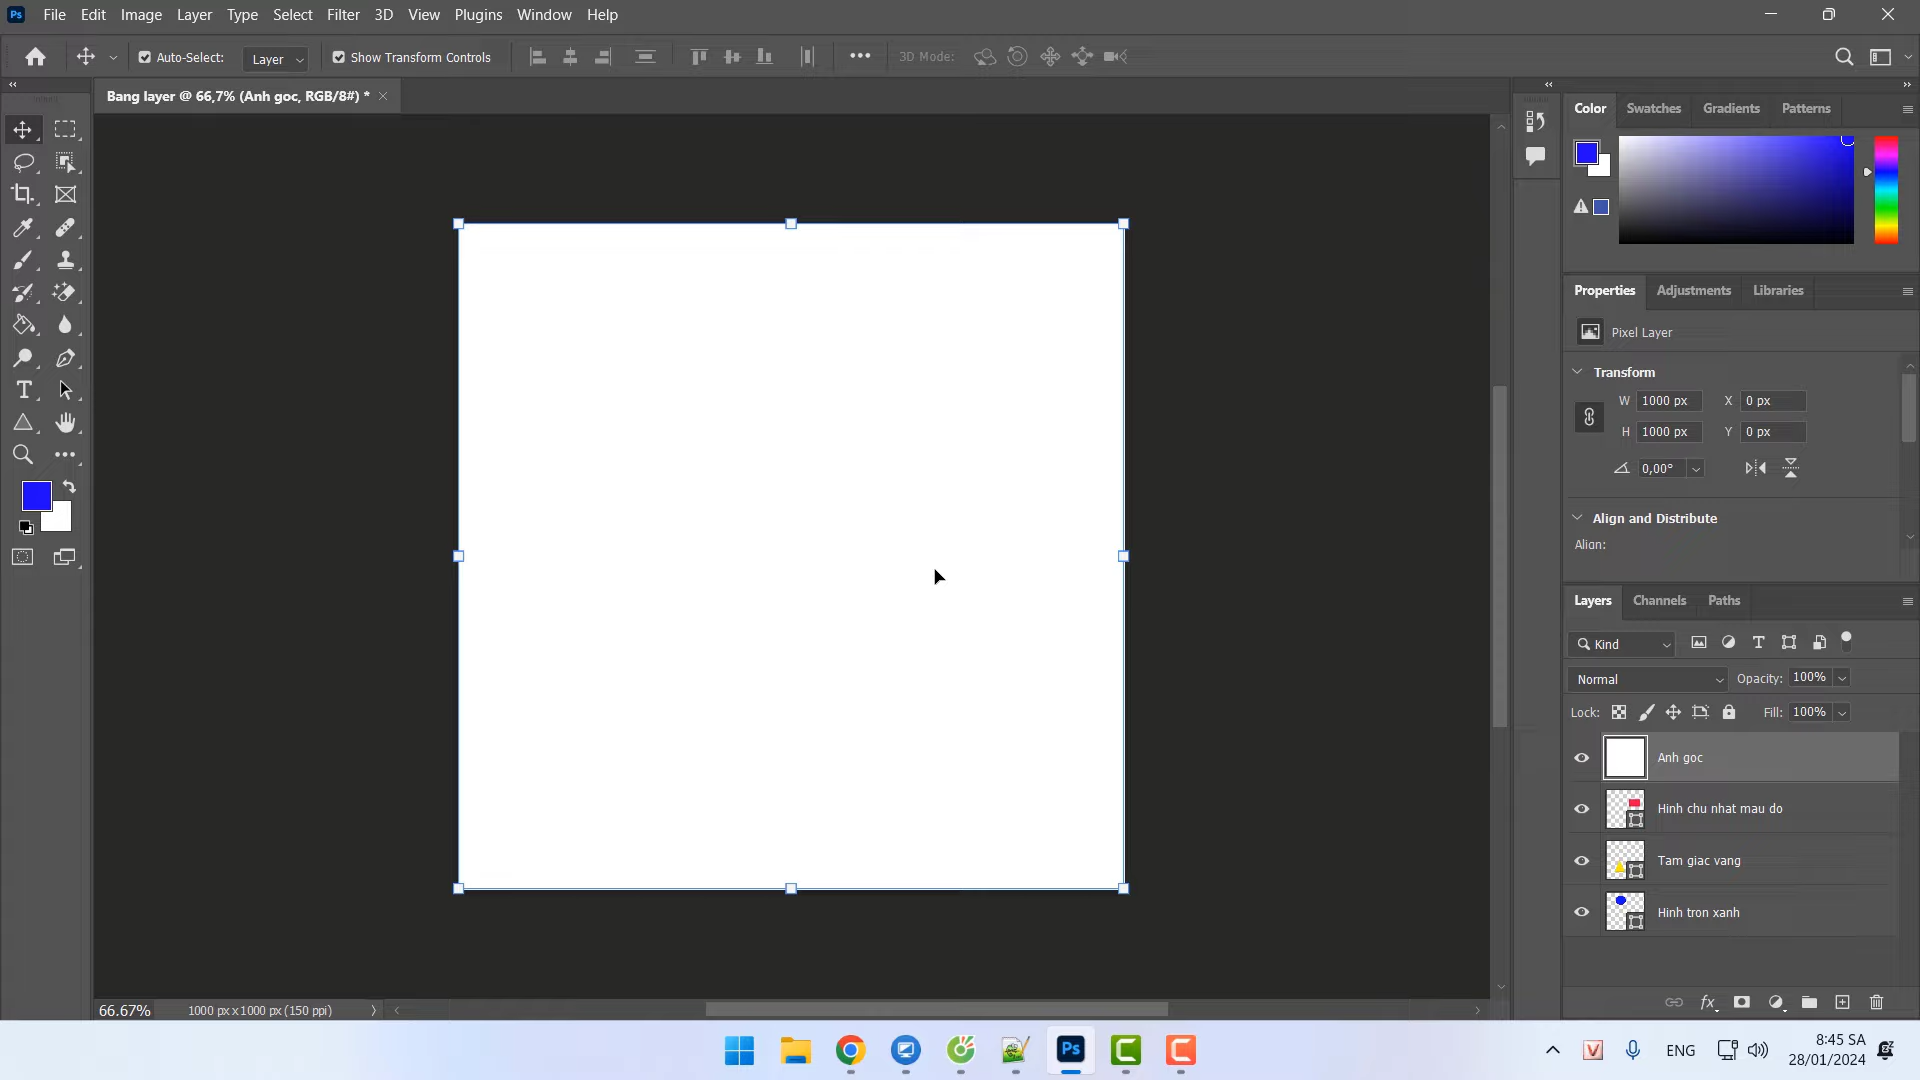 Ps File Edit Image Layer Type Select Filter 3D View Plugins Window Help
Auto-Select: Layer Show Transform Controls 3D Mode:
Bang layer @ 66,7% (Anh goc, RGB/8#) *
Color Swatches Gradients Patterns
Properties Adjustments Libraries
Pixel Layer
Transform
W 1000 px X 0 px
H 1000 px Y 0 px
0,00°
Align and Distribute
Align:
Layers Channels Paths
Kind
Normal Opacity: 100%
Lock: Fill: 100%
Anh goc
Hinh chu nhat mau do
Tam giac vang
Hinh tron xanh
fx
66.67% 1000 px x 1000 px (150 ppi)
Ps
ENG
8:45 SA
28/01/2024